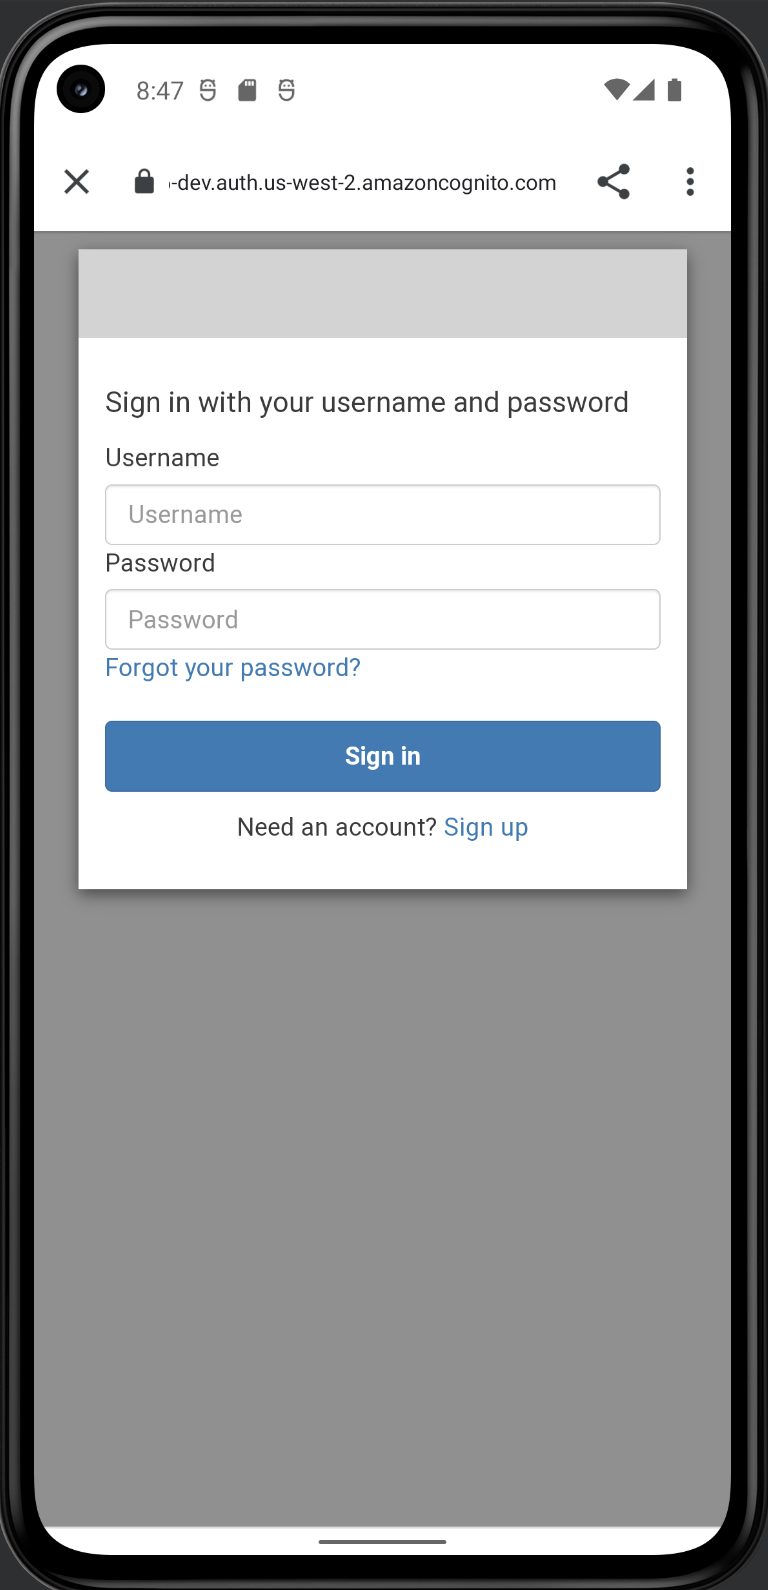 8:47
-dev.auth.us-west-2.amazoncognito.com
Sign in with your username and password
Username
Username
Password
Password
Forgot your password?
Sign in
Need an account? Sign up